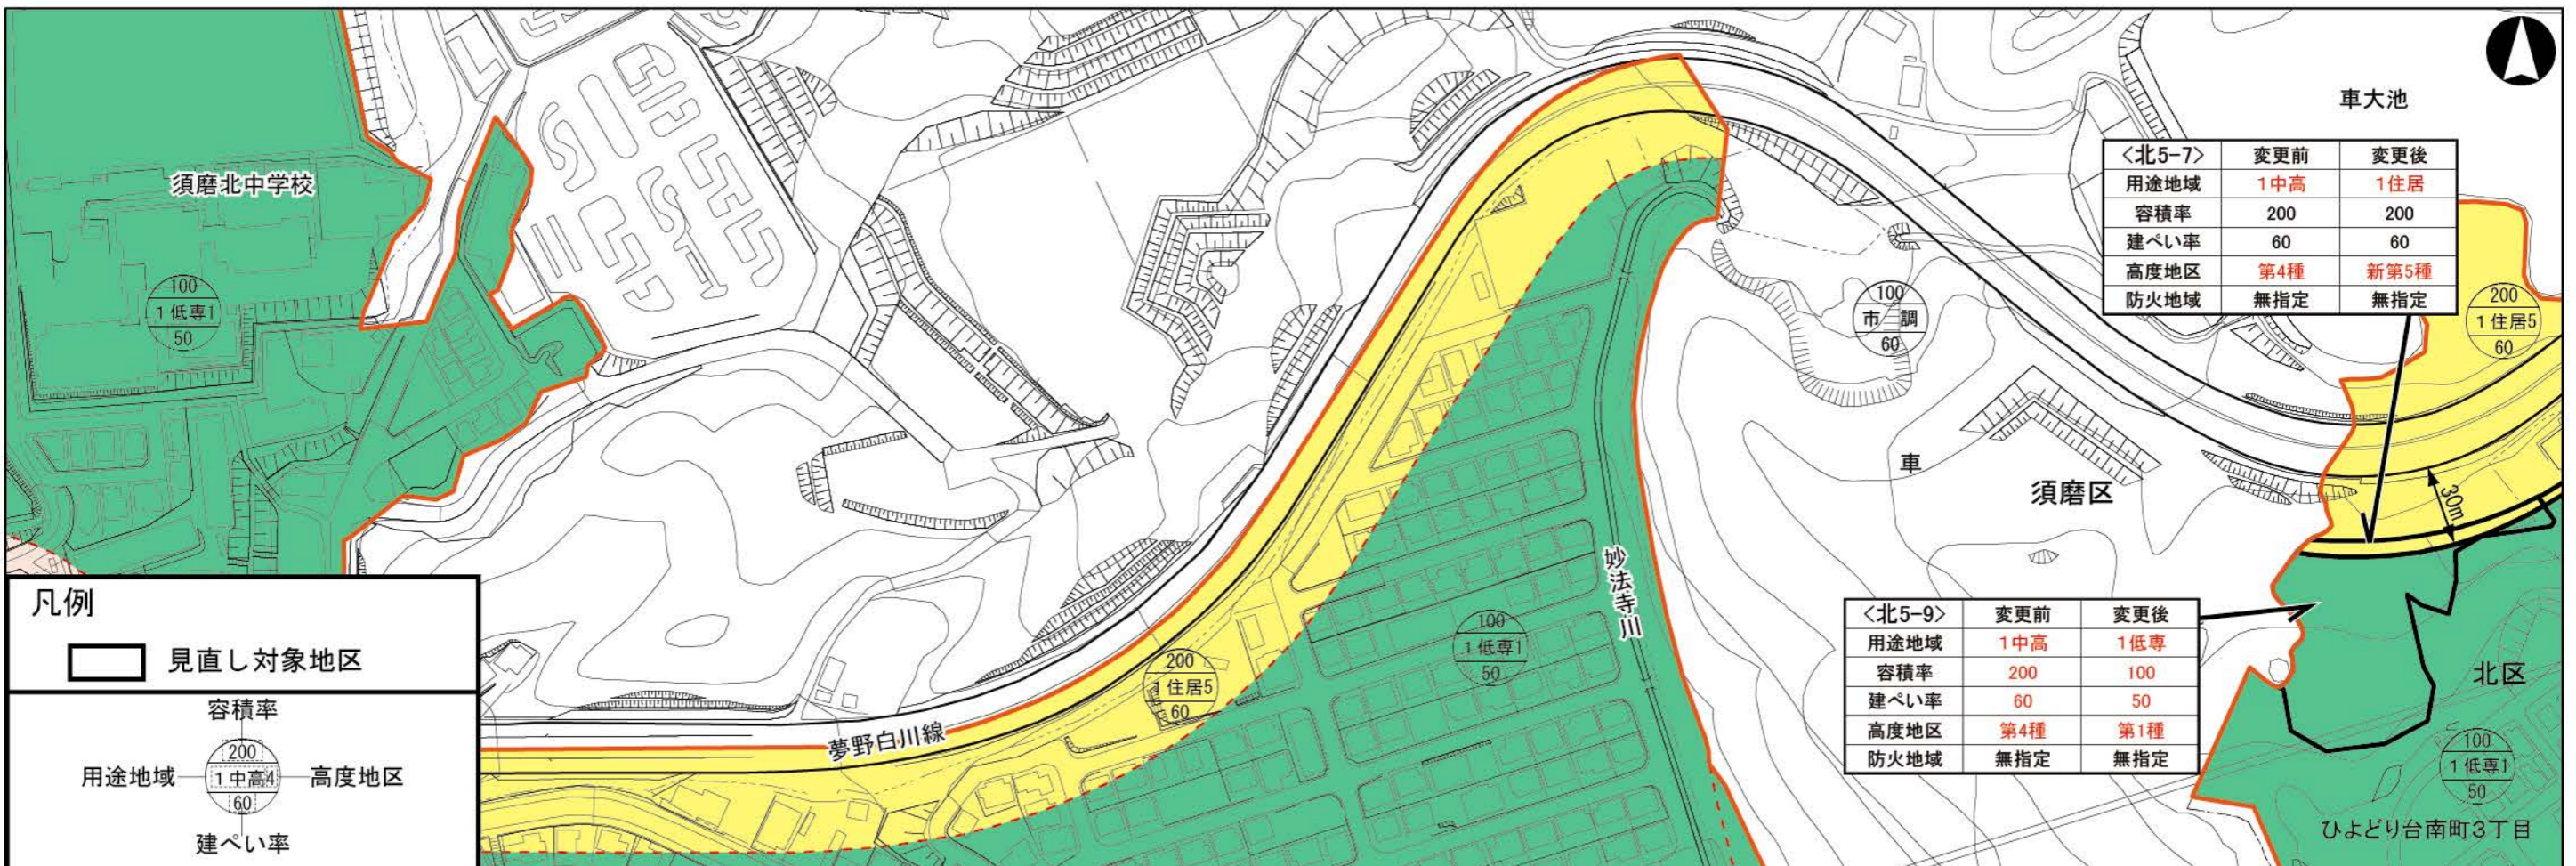 車大池
<北5-7> 変更前 変更後
用途地域 1中高 1住居
容積率 200 200
建ぺい率 60 60
高度地区 第4種 新第5種
防火地域 無指定 無指定
須磨北中学校
100
1低専1
50
100
市 調
60
200
1住居5
60
車
須磨区
30m
妙法寺川
<北5-9> 変更前 変更後
用途地域 1中高 1低専
容積率 200 100
建ぺい率 60 50
高度地区 第4種 第1種
防火地域 無指定 無指定
100
1低専1
50
200
1住居5
60
夢野白川線
北区
100
1低専1
50
ひよどり台南町3丁目
凡例
見直し対象地区
容積率
200
用途地域 1中高4 高度地区
60
建ぺい率